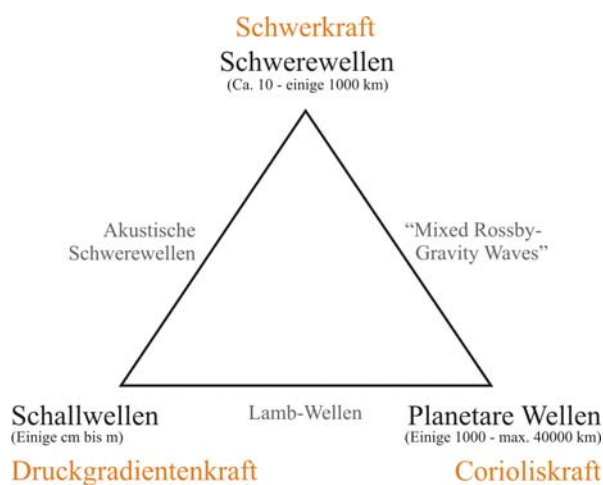 Schwerkraft
Schwerewellen
(Ca. 10 - einige 1000 km)
Akustische
Schwerewellen
“Mixed Rossby-
Gravity Waves”
Schallwellen
(Einige cm bis m)
Druckgradientenkraft
Lamb-Wellen
Planetare Wellen
(Einige 1000 - max. 40000 km)
Corioliskraft